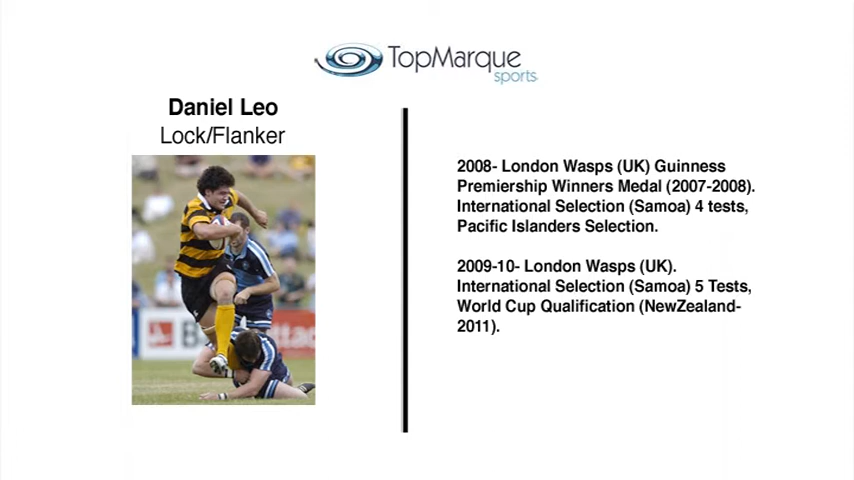 TopMarque
sports
Daniel Leo
Lock/Flanker
2008- London Wasps (UK) Guinness
Premiership Winners Medal (2007-2008).
International Selection (Samoa) 4 tests,
Pacific Islanders Selection.
2009-10- London Wasps (UK).
International Selection (Samoa) 5 Tests,
World Cup Qualification (NewZealand-
2011).